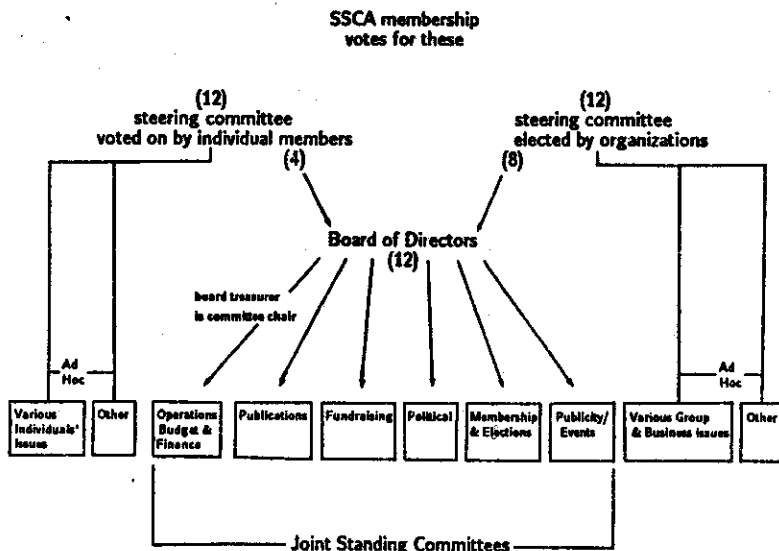 SSCA membership
votes for these
(12)
steering committee
voted on by individual members
(4)
(12)
steering committee
elected by organizations
(8)
Board of Directors
(12)
board treasurer
is committee chair
Ad
Hoc
Ad
Hoc
Various
Individuals'
Issues
Other
Operations
Budget &
Finance
Publications
Fundraising
Political
Membership
& Elections
Publicity/
Events
Various Group
& Business Issues
Other
Joint Standing Committees